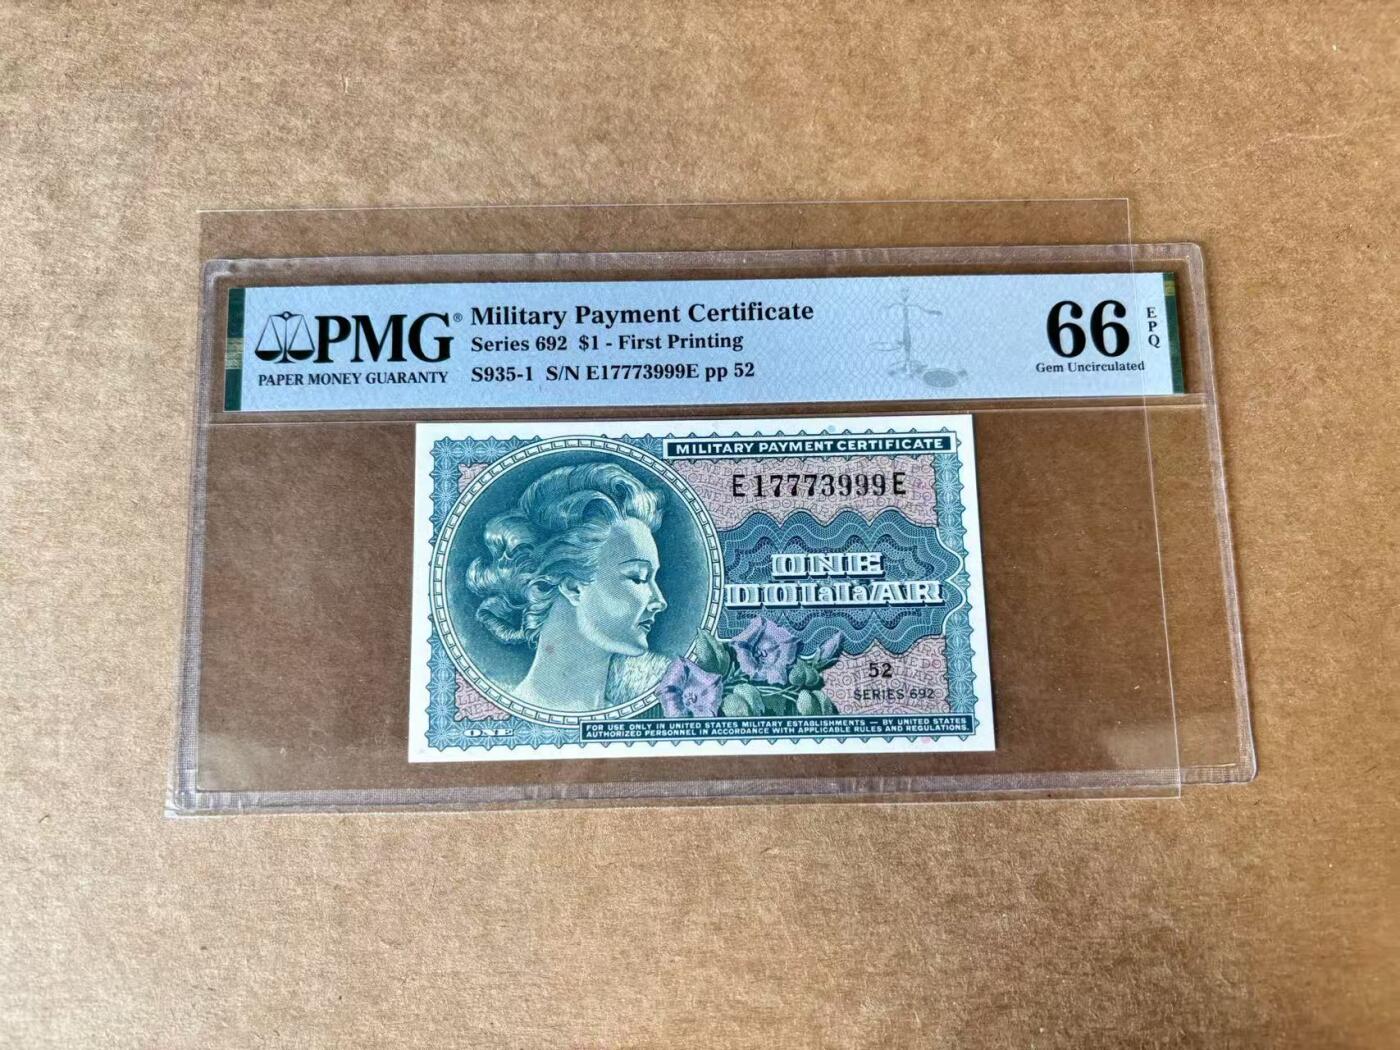 PMG®
PAPER MONEY GUARANTY
Military Payment Certificate
Series 692 $1 - First Printing
S935-1 S/N E17773999E pp 52
66
EPQ
Gem Uncirculated
MILITARY PAYMENT CERTIFICATE
E17773999E
ONE
DOLLAR
52
SERIES 692
ONE
FOR USE ONLY IN UNITED STATES MILITARY ESTABLISHMENTS — BY UNITED STATES
AUTHORIZED PERSONNEL IN ACCORDANCE WITH APPLICABLE RULES AND REGULATIONS.